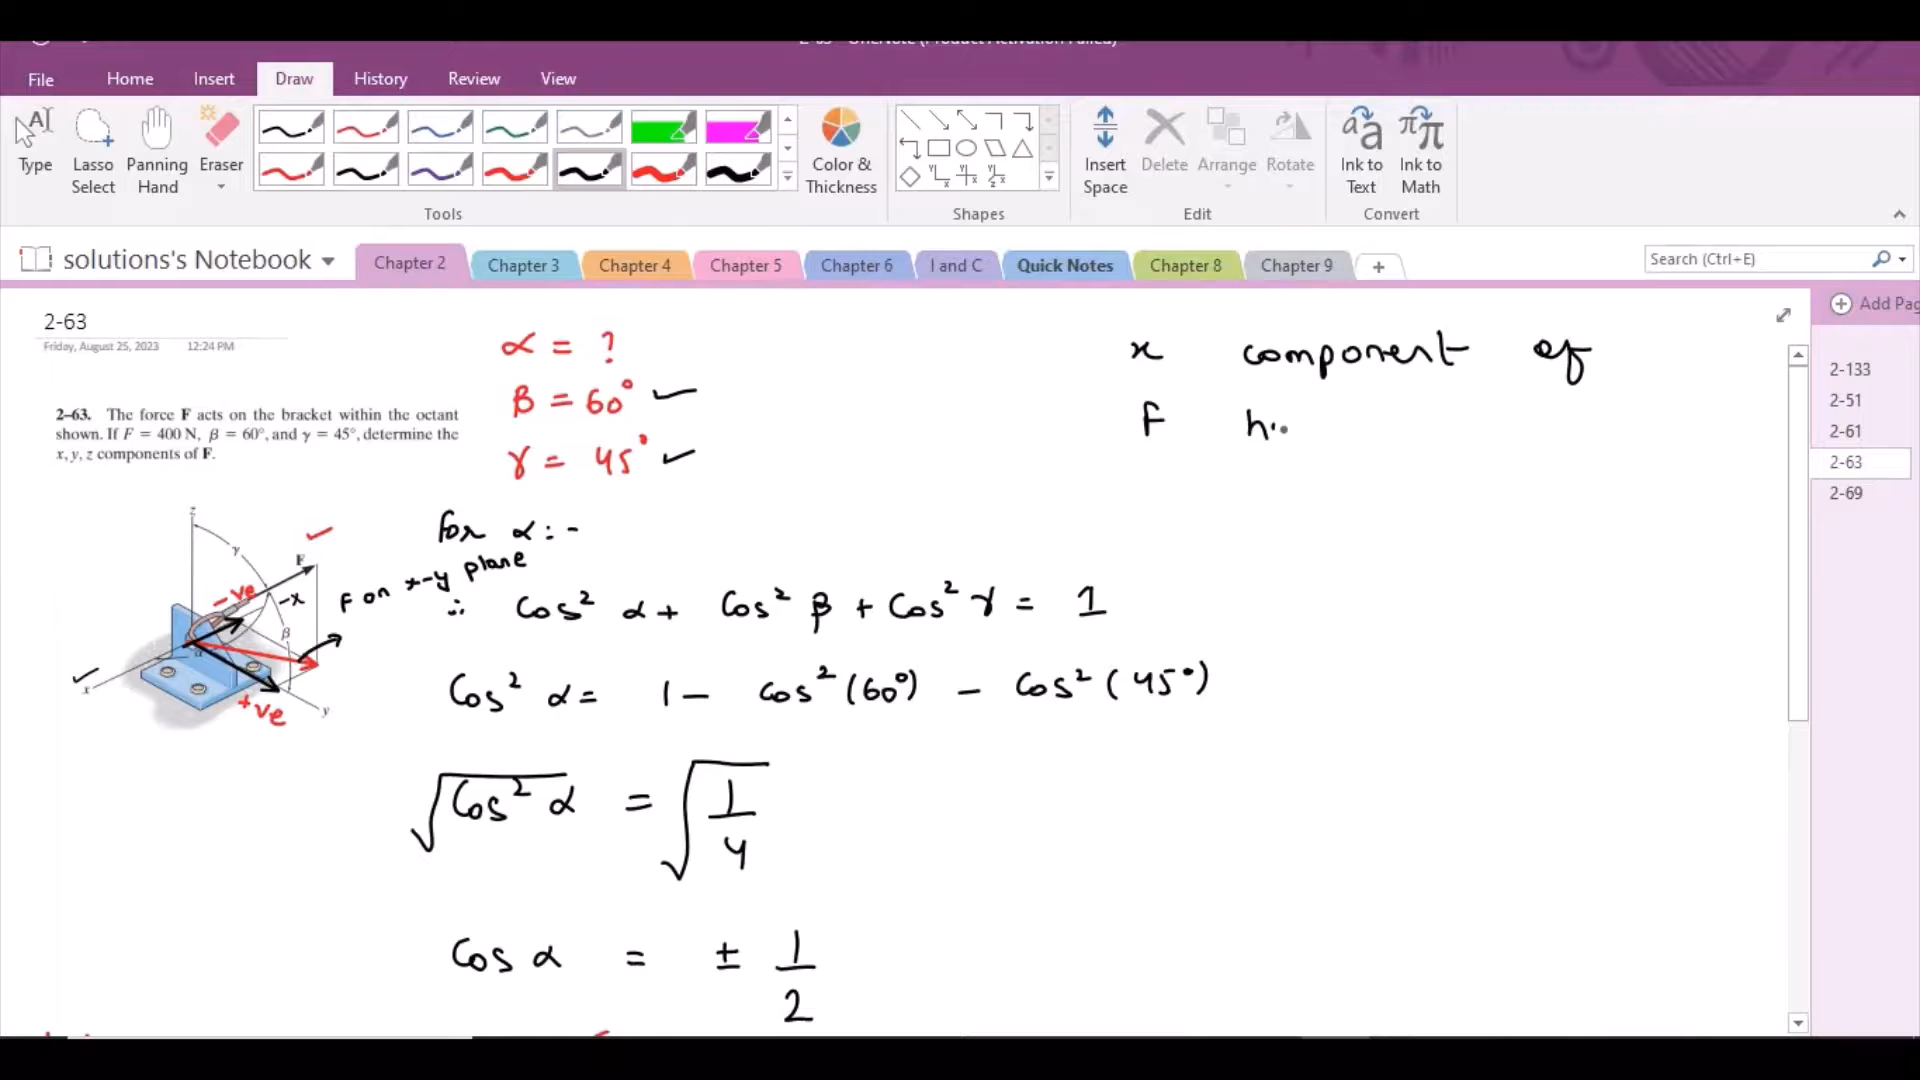 File Home Insert Draw History Review View
Type
Lasso Select
Panning Hand
Eraser
Color & Thickness
Insert Space
Delete
Arrange
Rotate
Ink to Text
Ink to Math
Tools
Shapes
Edit
Convert
solutions's Notebook
Chapter 2 Chapter 3 Chapter 4 Chapter 5 Chapter 6 I and C Quick Notes Chapter 8 Chapter 9
Search (Ctrl+E)
Add Pag
2-133
2-51
2-61
2-63
2-69
2-63
Friday, August 25, 2023 12:24 PM
2–63. The force F acts on the bracket within the octant
shown. If F = 400 N, β = 60°, and γ = 45°, determine the
x, y, z components of F.
α = ?
β = 60°
γ = 45°
z
γ
F
-ve
-x
β
α
x
y
+ve
F on x-y plane
for α:-
∴ Cos² α + Cos² β + Cos² γ = 1
Cos² α = 1 - Cos² (60°) - Cos² (45°)
√Cos² α = √1/4
Cos α = ± 1/2
x component of
F